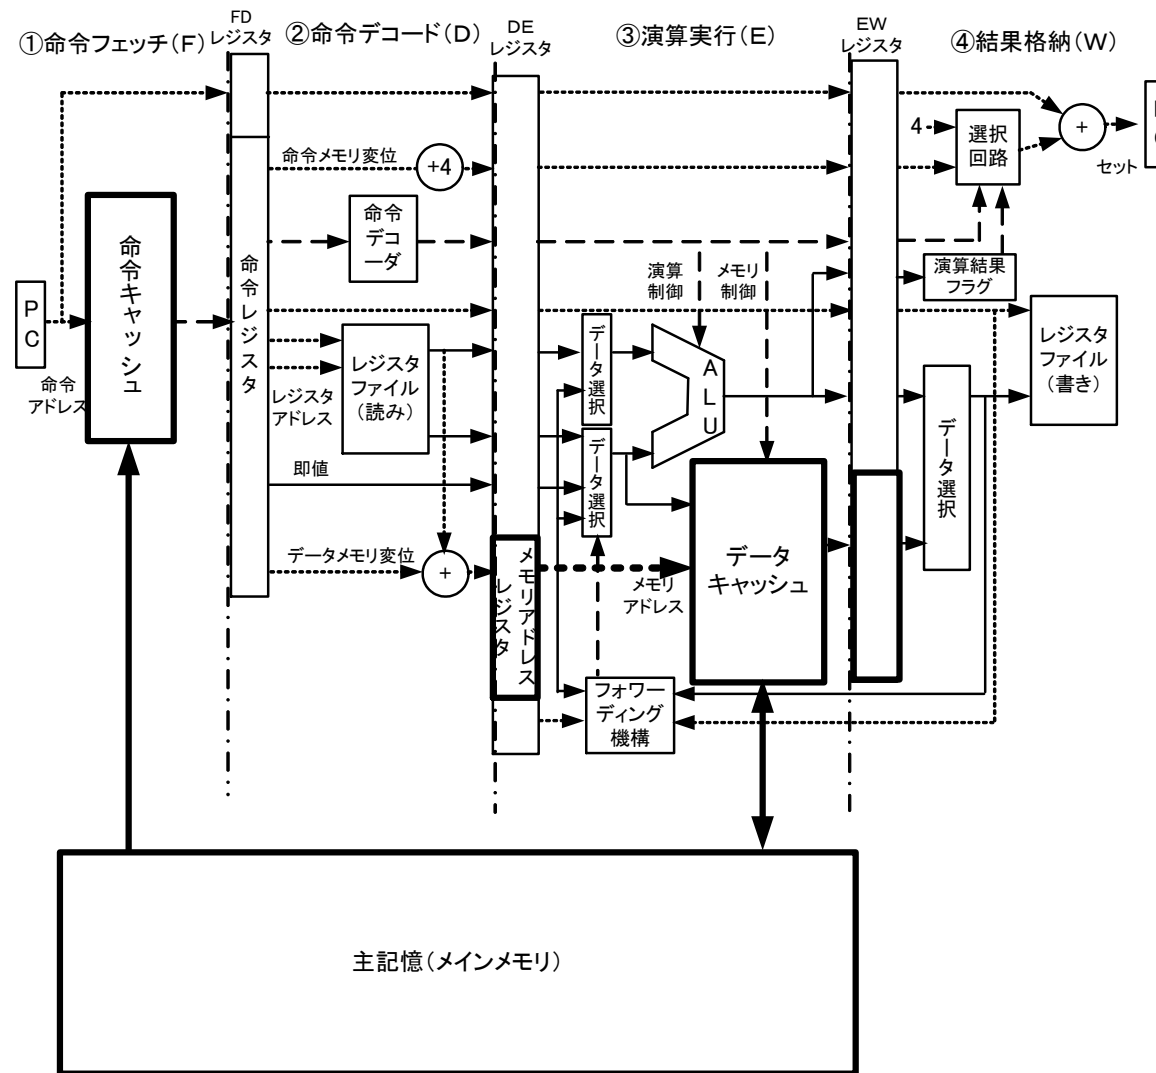 ①命令フェッチ(F)
FD
レジスタ
②命令デコード(D)
DE
レジスタ
③演算実行(E)
EW
レジスタ
④結果格納(W)
命令メモリ変位
+4
4
選択
回路
+
セット
命令
デコ
ーダ
演算
制御
メモリ
制御
演算結果
フラグ
PC
命令
アドレス
命令キャッシュ
命令レジスタ
レジスタ
アドレス
レジスタ
ファイル
(読み)
データ選択
データ選択
ALU
データ選択
レジスタ
ファイル
(書き)
即値
データメモリ変位
+
メモリアドレス
レジスタ
メモリ
アドレス
データ
キャッシュ
フォワー
ディング
機構
主記憶(メインメモリ)